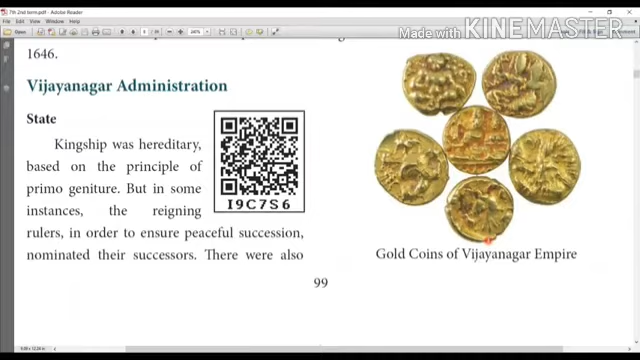 7th 2nd term.pdf - Adobe Reader
File Edit View Window Help
Made with KINEMASTER
1646.
Vijayanagar Administration
State
Kingship was hereditary,
based on the principle of
primo geniture. But in some
instances, the reigning
rulers, in order to ensure peaceful succession,
nominated their successors. There were also
I9C7S6
Gold Coins of Vijayanagar Empire
99